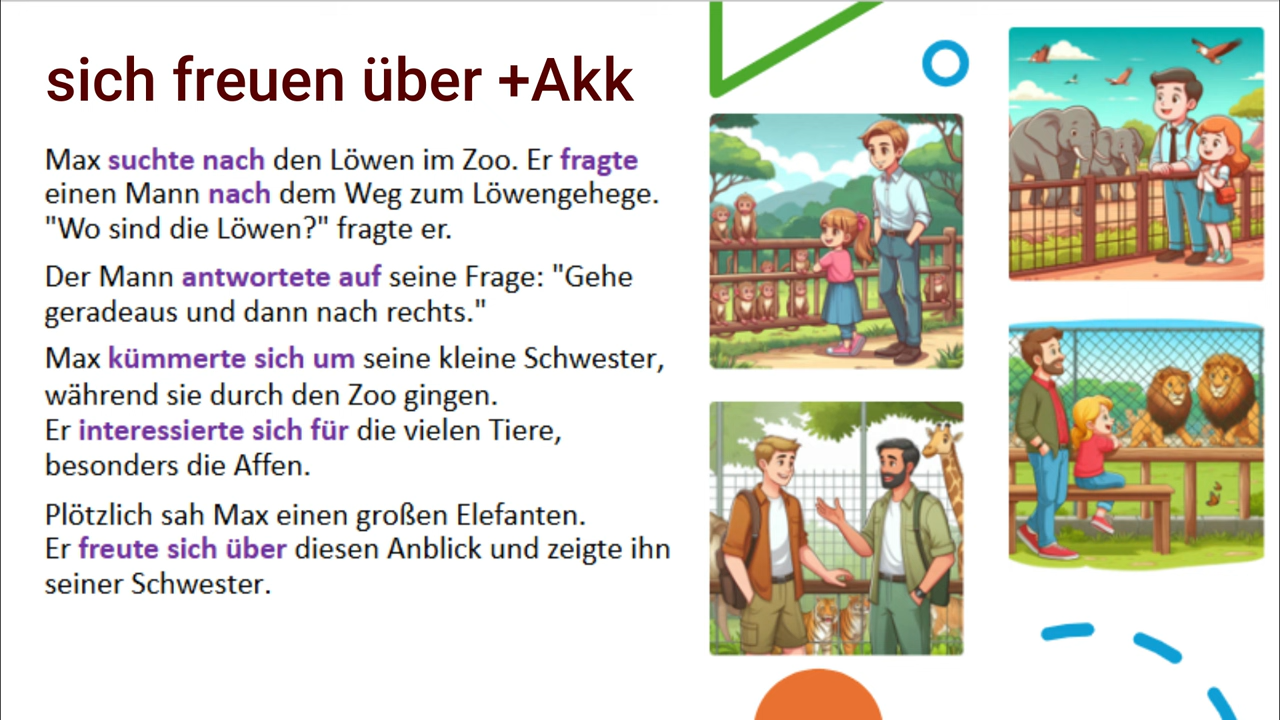 sich freuen über +Akk
Max suchte nach den Löwen im Zoo. Er fragte
einen Mann nach dem Weg zum Löwengehege.
"Wo sind die Löwen?" fragte er.
Der Mann antwortete auf seine Frage: "Gehe
geradeaus und dann nach rechts."
Max kümmerte sich um seine kleine Schwester,
während sie durch den Zoo gingen.
Er interessierte sich für die vielen Tiere,
besonders die Affen.
Plötzlich sah Max einen großen Elefanten.
Er freute sich über diesen Anblick und zeigte ihn
seiner Schwester.